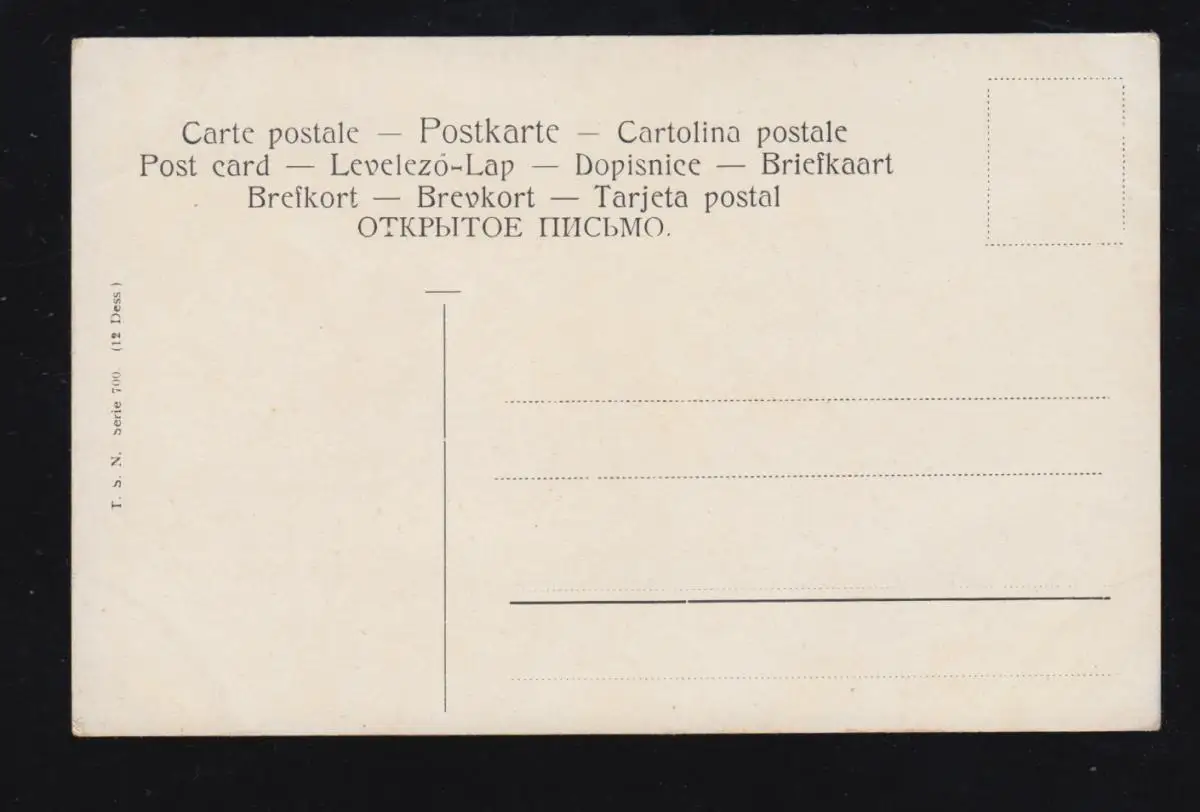 Carte postale — Postkarte — Cartolina postale
Post card — Levelező-Lap — Dopisnice — Briefkaart
Brefkort — Brevkort — Tarjeta postal
ОТКРЫТОЕ ПИСЬМО.
T. S. N. Serie 700. (12 Dess)